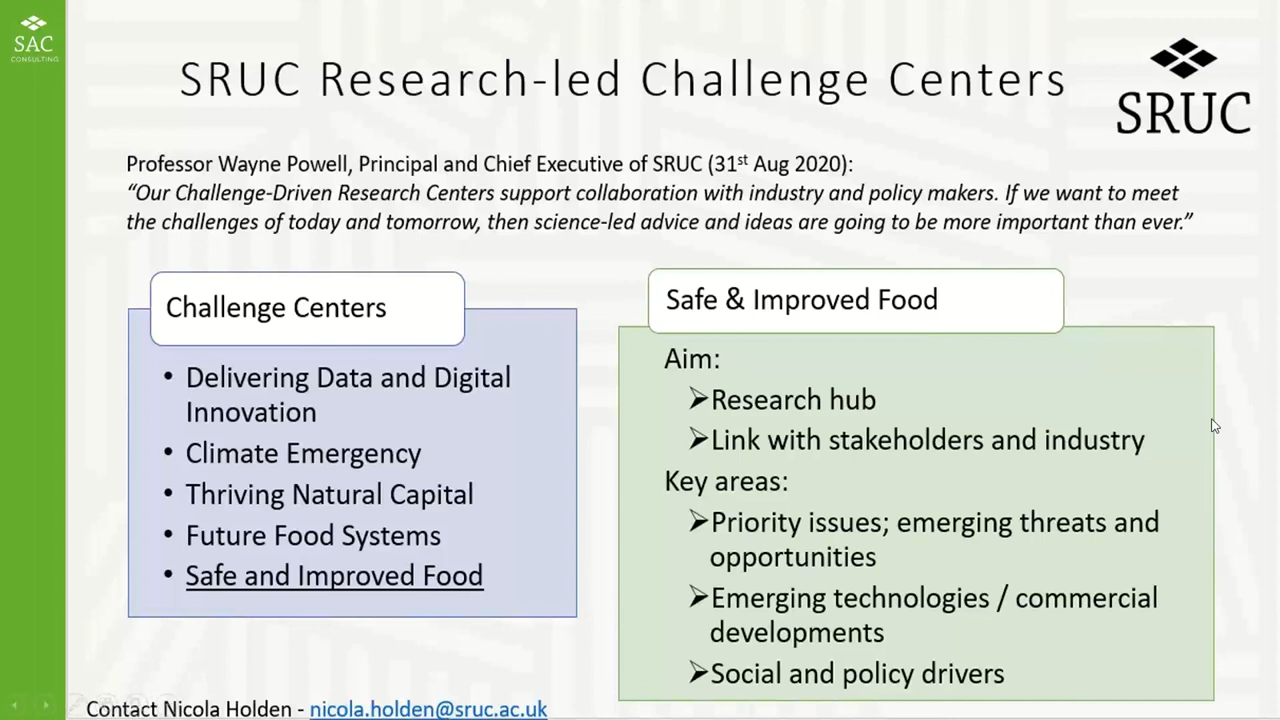 SAC
CONSULTING
SRUC Research-led Challenge Centers
SRUC
Professor Wayne Powell, Principal and Chief Executive of SRUC (31st Aug 2020):
“Our Challenge-Driven Research Centers support collaboration with industry and policy makers. If we want to meet
the challenges of today and tomorrow, then science-led advice and ideas are going to be more important than ever.”
Challenge Centers
• Delivering Data and Digital
Innovation
• Climate Emergency
• Thriving Natural Capital
• Future Food Systems
• Safe and Improved Food
Safe & Improved Food
Aim:
➢Research hub
➢Link with stakeholders and industry
Key areas:
➢Priority issues; emerging threats and
opportunities
➢Emerging technologies / commercial
developments
➢Social and policy drivers
Contact Nicola Holden - nicola.holden@sruc.ac.uk